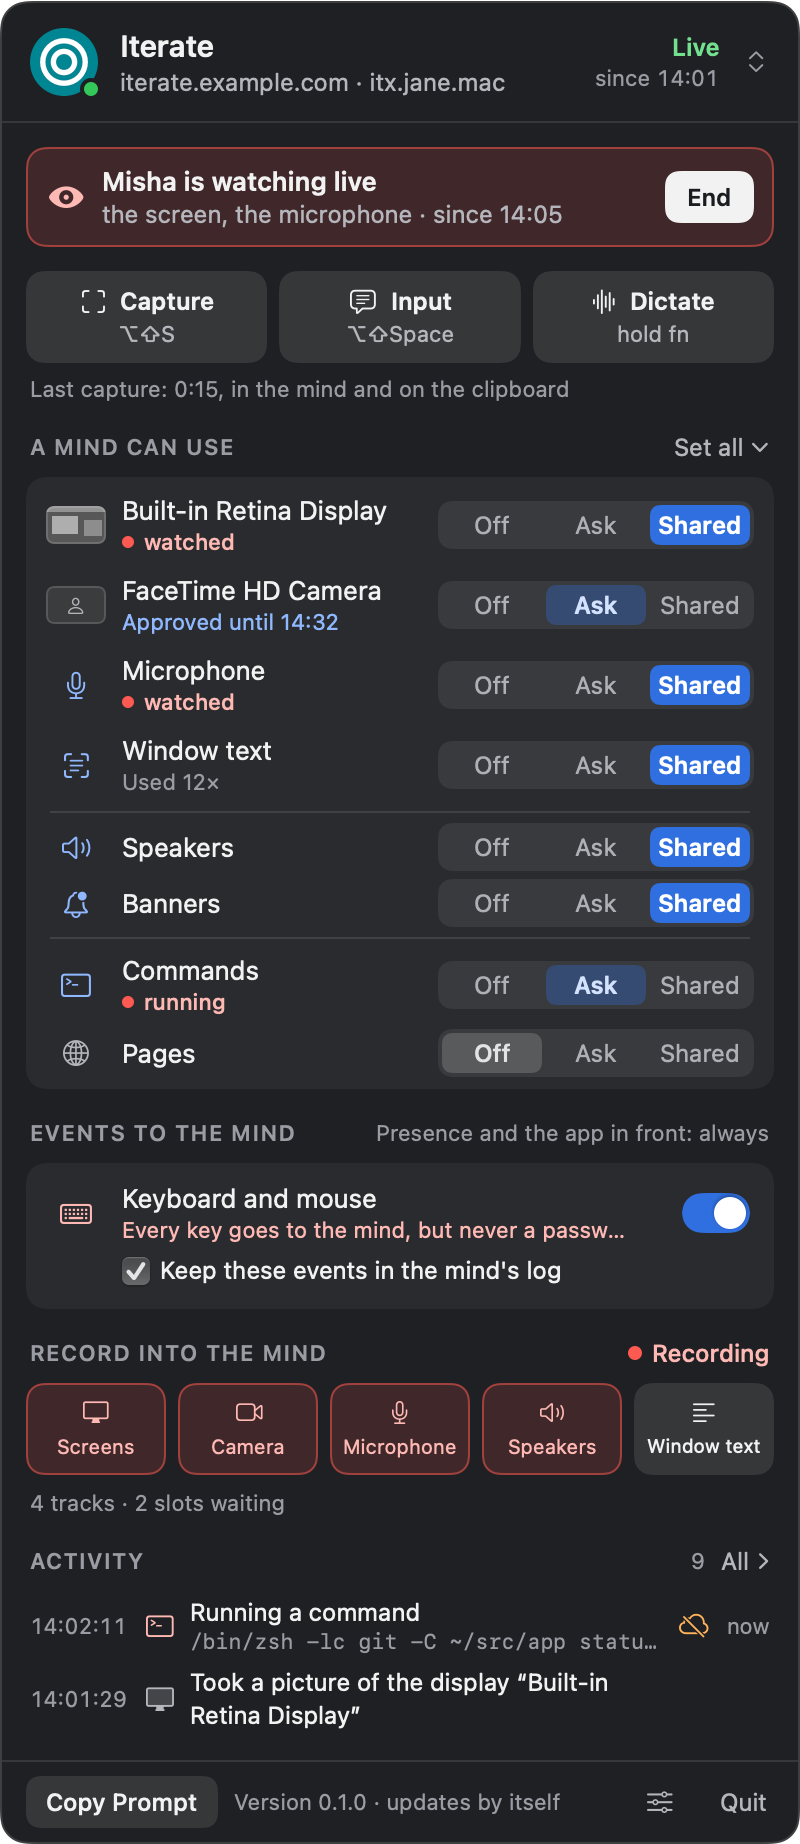 Iterate
iterate.example.com · itx.jane.mac
Live
since 14:01
Misha is watching live
the screen, the microphone · since 14:05
End
Capture
⌥⇧S
Input
⌥⇧Space
Dictate
hold fn
Last capture: 0:15, in the mind and on the clipboard
A MIND CAN USE
Set all
Built-in Retina Display
watched
Off Ask Shared
FaceTime HD Camera
Approved until 14:32
Off Ask Shared
Microphone
watched
Off Ask Shared
Window text
Used 12×
Off Ask Shared
Speakers
Off Ask Shared
Banners
Off Ask Shared
Commands
running
Off Ask Shared
Pages
Off Ask Shared
EVENTS TO THE MIND
Presence and the app in front: always
Keyboard and mouse
Every key goes to the mind, but never a passw…
Keep these events in the mind's log
RECORD INTO THE MIND
Recording
Screens
Camera
Microphone
Speakers
Window text
4 tracks · 2 slots waiting
ACTIVITY
9 All
14:02:11
Running a command
/bin/zsh -lc git -C ~/src/app statu…
now
14:01:29
Took a picture of the display “Built-in
Retina Display”
Copy Prompt
Version 0.1.0 · updates by itself
Quit